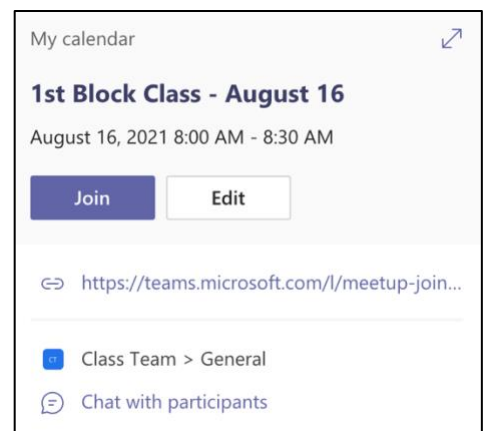 My calendar
1st Block Class - August 16
August 16, 2021 8:00 AM - 8:30 AM
Join Edit
https://teams.microsoft.com/l/meetup-join...
CT Class Team > General
Chat with participants